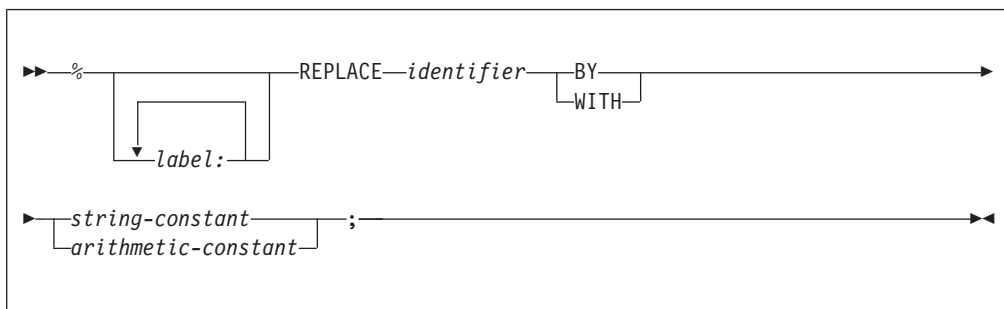 % REPLACE identifier BY
WITH
label:
string-constant ;
arithmetic-constant